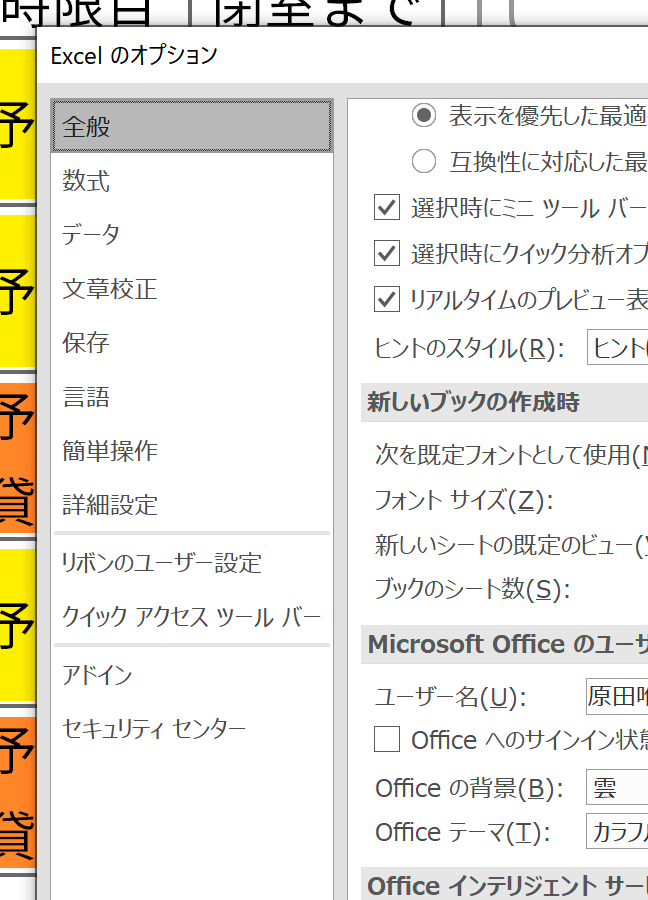 時限目 閉室まで
Excel のオプション
全般
数式
データ
文章校正
保存
言語
簡単操作
詳細設定
リボンのユーザー設定
クイック アクセス ツール バー
アドイン
セキュリティ センター
表示を優先した最適
互換性に対応した最
選択時にミニ ツール バー
選択時にクイック分析オプ
リアルタイムのプレビュー表
ヒントのスタイル(R): ヒント
新しいブックの作成時
次を既定フォントとして使用(N
フォント サイズ(Z):
新しいシートの既定のビュー(V
ブックのシート数(S):
Microsoft Office のユーザ
ユーザー名(U): 原田唯
Office へのサインイン状態
Office の背景(B): 雲
Office テーマ(T): カラフル
Office インテリジェント サービ
予
予
予
貸
予
予
貸